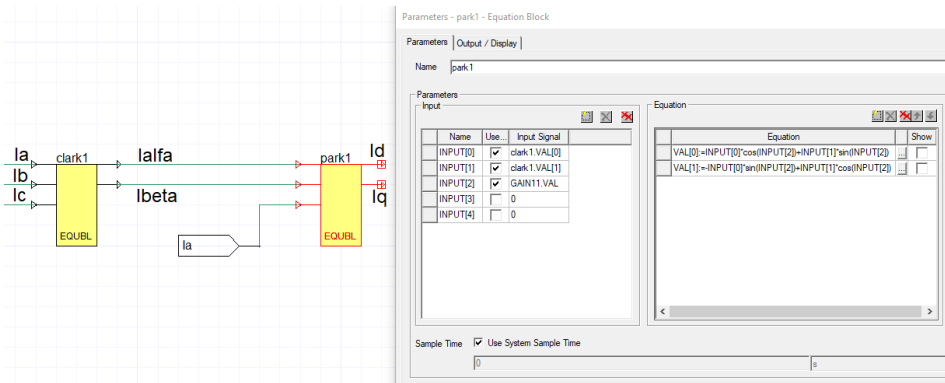 Parameters - park1 - Equation Block
Parameters
Output / Display
Name
park1
Parameters
Input
Equation
Name Use... Input Signal
INPUT[0] clark1.VAL[0]
INPUT[1] clark1.VAL[1]
INPUT[2] GAIN11.VAL
INPUT[3] 0
INPUT[4] 0
Equation Show
VAL[0]:=INPUT[0]*cos(INPUT[2])+INPUT[1]*sin(INPUT[2]) ...
VAL[1]:=-INPUT[0]*sin(INPUT[2])+INPUT[1]*cos(INPUT[2]) ...
Sample Time
Use System Sample Time
0
s
Ia clark1 Ialfa park1 Id
Ib Ibeta Iq
Ic
EQUBL EQUBL
Ia